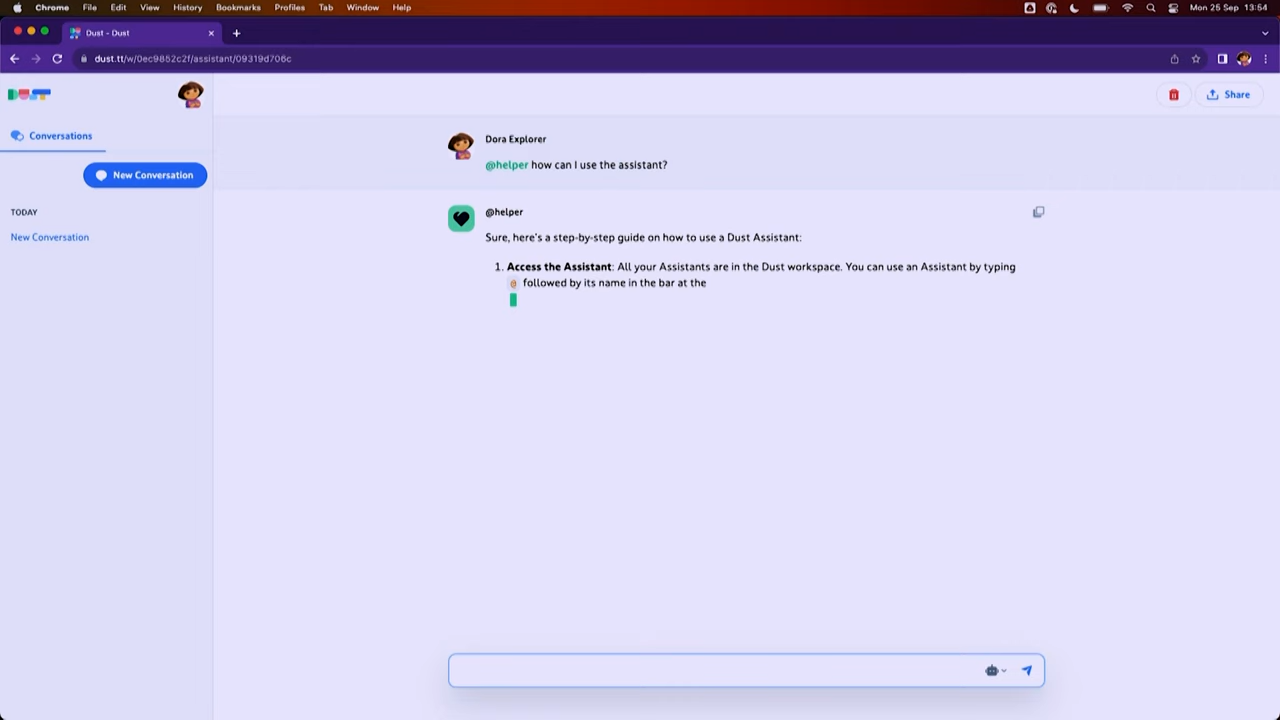 Chrome File Edit View History Bookmarks Profiles Tab Window Help Mon 25 Sep 13:54
Dust - Dust
dust.tt/w/0ec9852c2f/assistant/09319d706c
DUST
Share
Conversations
New Conversation
TODAY
New Conversation
Dora Explorer
@helper how can I use the assistant?
@helper
Sure, here's a step-by-step guide on how to use a Dust Assistant:
1. Access the Assistant: All your Assistants are in the Dust workspace. You can use an Assistant by typing
@ followed by its name in the bar at the